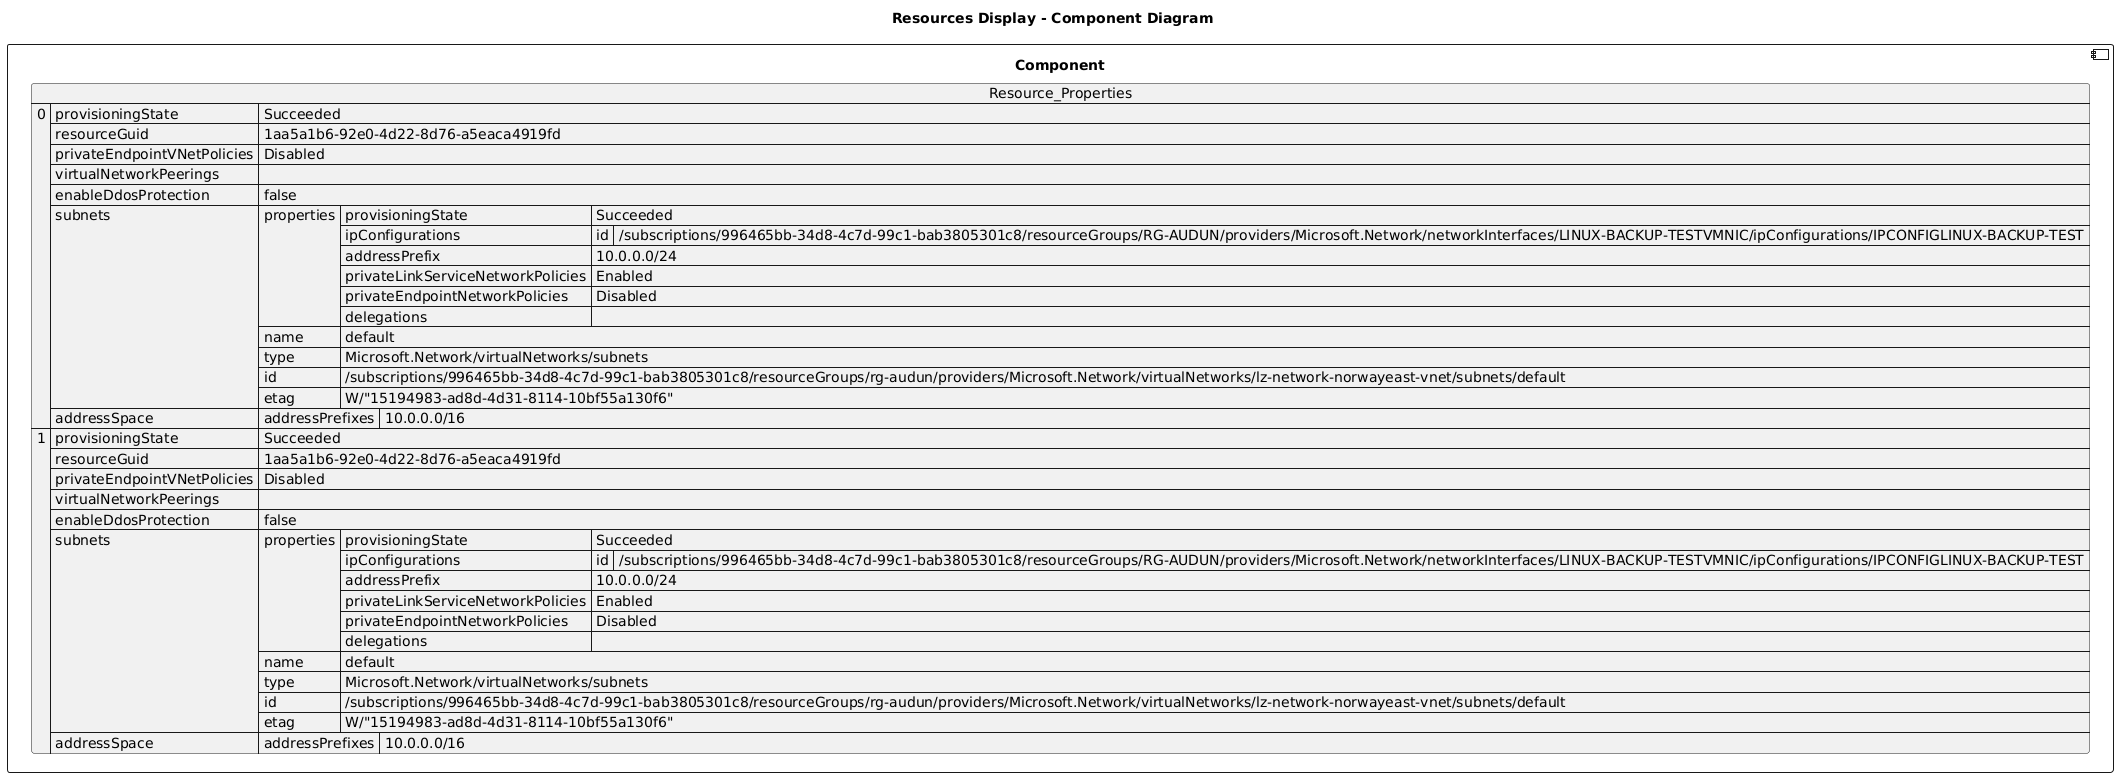 Resources Display - Component Diagram
Component
Resource_Properties
0 provisioningState Succeeded
resourceGuid 1aa5a1b6-92e0-4d22-8d76-a5eaca4919fd
privateEndpointVNetPolicies Disabled
virtualNetworkPeerings
enableDdosProtection false
subnets properties provisioningState Succeeded
ipConfigurations id /subscriptions/996465bb-34d8-4c7d-99c1-bab3805301c8/resourceGroups/RG-AUDUN/providers/Microsoft.Network/networkInterfaces/LINUX-BACKUP-TESTVMNIC/ipConfigurations/IPCONFIGLINUX-BACKUP-TEST
addressPrefix 10.0.0.0/24
privateLinkServiceNetworkPolicies Enabled
privateEndpointNetworkPolicies Disabled
delegations
name default
type Microsoft.Network/virtualNetworks/subnets
id /subscriptions/996465bb-34d8-4c7d-99c1-bab3805301c8/resourceGroups/rg-audun/providers/Microsoft.Network/virtualNetworks/lz-network-norwayeast-vnet/subnets/default
etag W/"15194983-ad8d-4d31-8114-10bf55a130f6"
addressSpace addressPrefixes 10.0.0.0/16
1 provisioningState Succeeded
resourceGuid 1aa5a1b6-92e0-4d22-8d76-a5eaca4919fd
privateEndpointVNetPolicies Disabled
virtualNetworkPeerings
enableDdosProtection false
subnets properties provisioningState Succeeded
ipConfigurations id /subscriptions/996465bb-34d8-4c7d-99c1-bab3805301c8/resourceGroups/RG-AUDUN/providers/Microsoft.Network/networkInterfaces/LINUX-BACKUP-TESTVMNIC/ipConfigurations/IPCONFIGLINUX-BACKUP-TEST
addressPrefix 10.0.0.0/24
privateLinkServiceNetworkPolicies Enabled
privateEndpointNetworkPolicies Disabled
delegations
name default
type Microsoft.Network/virtualNetworks/subnets
id /subscriptions/996465bb-34d8-4c7d-99c1-bab3805301c8/resourceGroups/rg-audun/providers/Microsoft.Network/virtualNetworks/lz-network-norwayeast-vnet/subnets/default
etag W/"15194983-ad8d-4d31-8114-10bf55a130f6"
addressSpace addressPrefixes 10.0.0.0/16